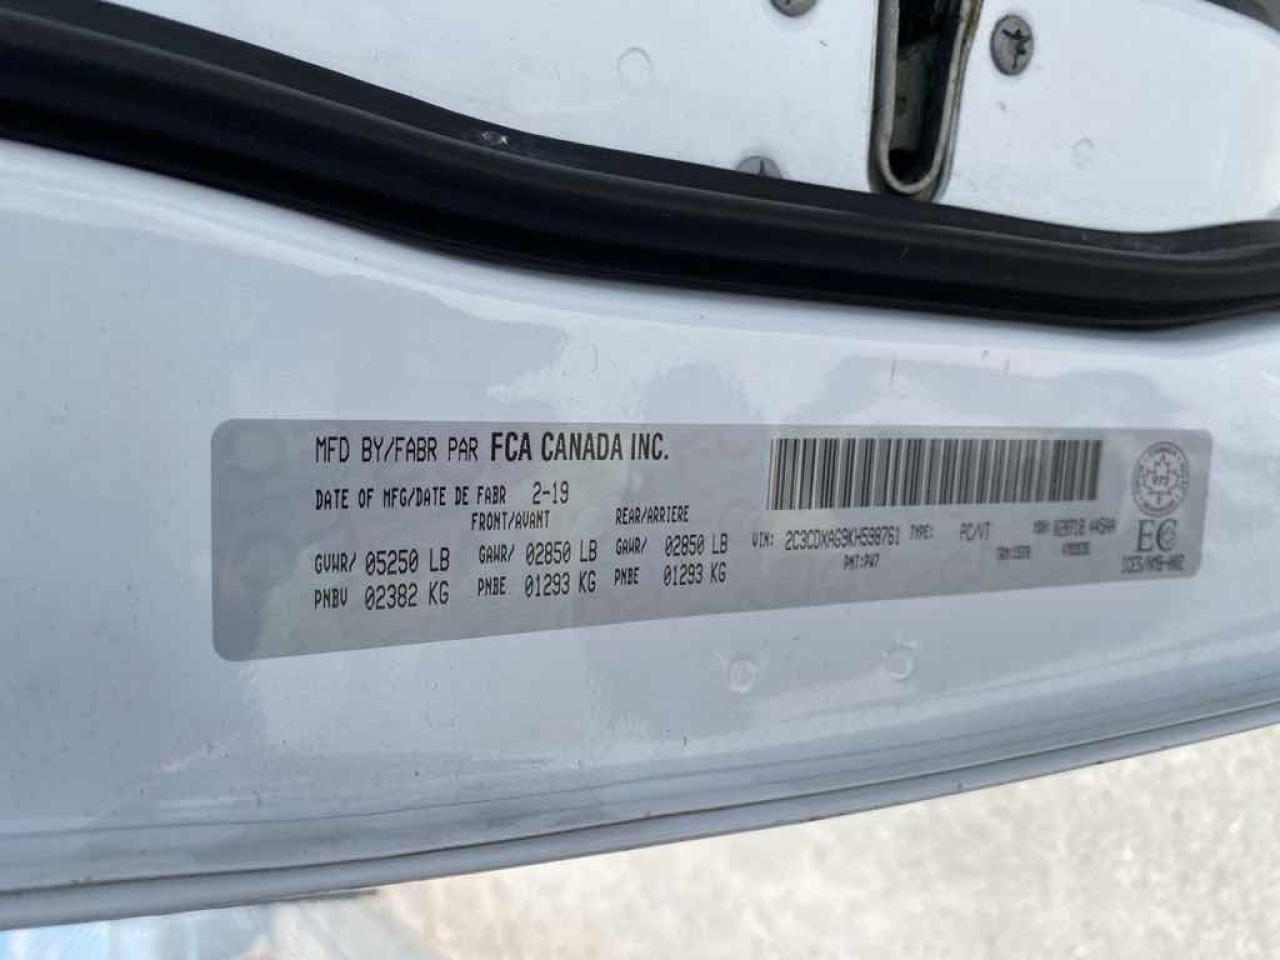 MFD BY/FABR PAR FCA CANADA INC.
DATE OF MFG/DATE DE FABR 2-19
FRONT/AVANT REAR/ARRIERE
GVWR/ 05250 LB GAWR/ 02850 LB GAWR/ 02850 LB
PNBV 02382 KG PNBE 01293 KG PNBE 01293 KG
VIN: 2C3CDXAG9KH598761 TYPE: PC/VT
PNT:PW7
EC